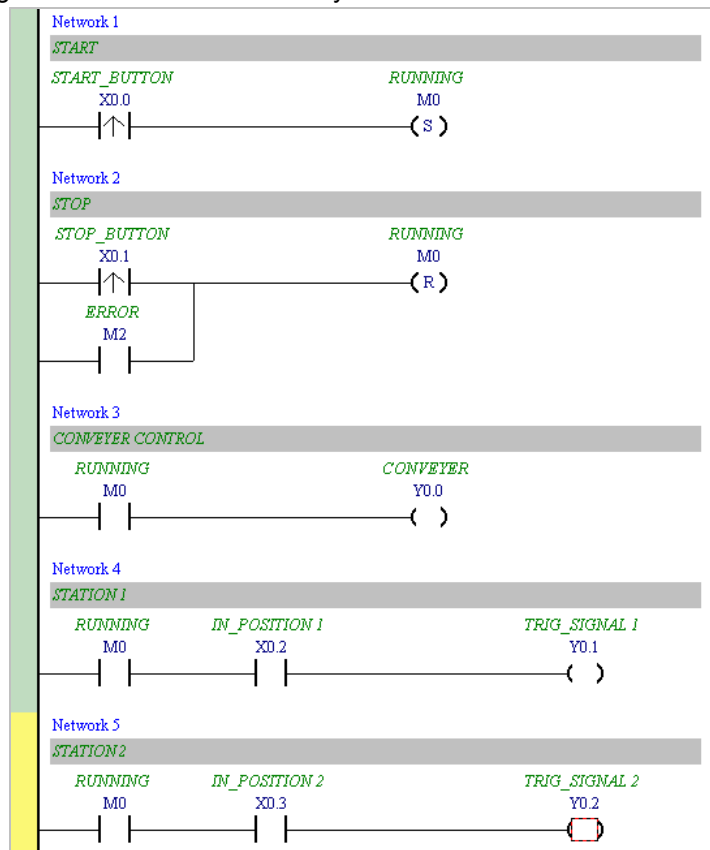 Network 1
START
START_BUTTON RUNNING
X0.0 M0
S
Network 2
STOP
STOP_BUTTON RUNNING
X0.1 M0
R
ERROR
M2
Network 3
CONVEYER CONTROL
RUNNING CONVEYER
M0 Y0.0
Network 4
STATION 1
RUNNING IN_POSITION 1 TRIG_SIGNAL 1
M0 X0.2 Y0.1
Network 5
STATION 2
RUNNING IN_POSITION 2 TRIG_SIGNAL 2
M0 X0.3 Y0.2